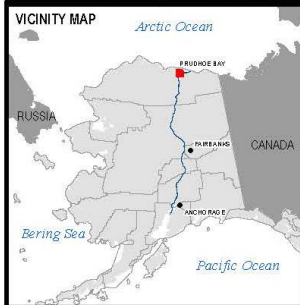 VICINITY MAP
Arctic Ocean
PRUDHOE BAY
RUSSIA
FAIRBANKS
CANADA
ANCHORAGE
Bering Sea
Pacific Ocean